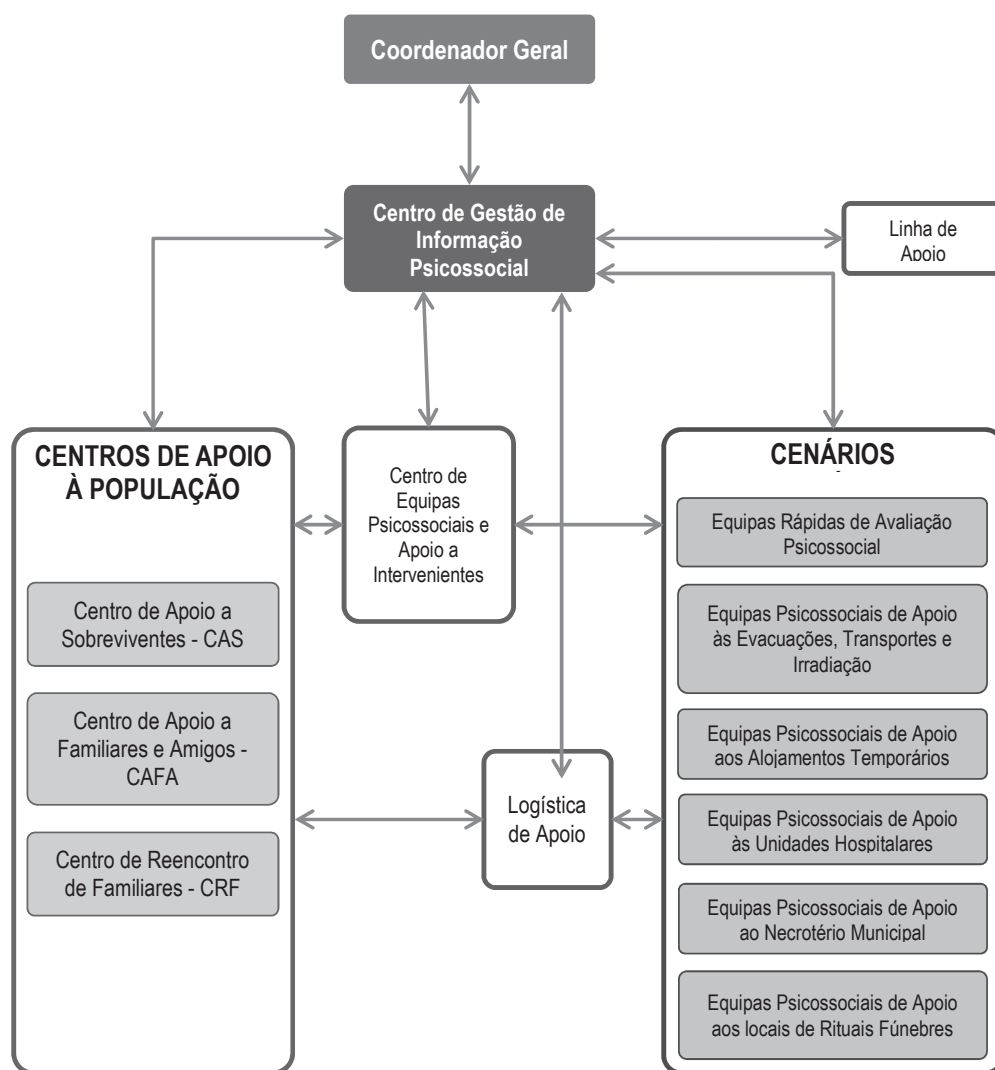 Coordenador Geral
Centro de Gestão de
Informação
Psicossocial
Linha de
Apoio
CENTROS DE APOIO
À POPULAÇÃO
Centro de Apoio a
Sobreviventes - CAS
Centro de Apoio a
Familiares e Amigos -
CAFA
Centro de Reencontro
de Familiares - CRF
Centro de
Equipas
Psicossociais e
Apoio a
Intervenientes
Logística
de Apoio
CENÁRIOS
Equipas Rápidas de Avaliação
Psicossocial
Equipas Psicossociais de Apoio
às Evacuações, Transportes e
Irradiação
Equipas Psicossociais de Apoio
aos Alojamentos Temporários
Equipas Psicossociais de Apoio
às Unidades Hospitalares
Equipas Psicossociais de Apoio
ao Necrotério Municipal
Equipas Psicossociais de Apoio
aos locais de Rituais Fúnebres